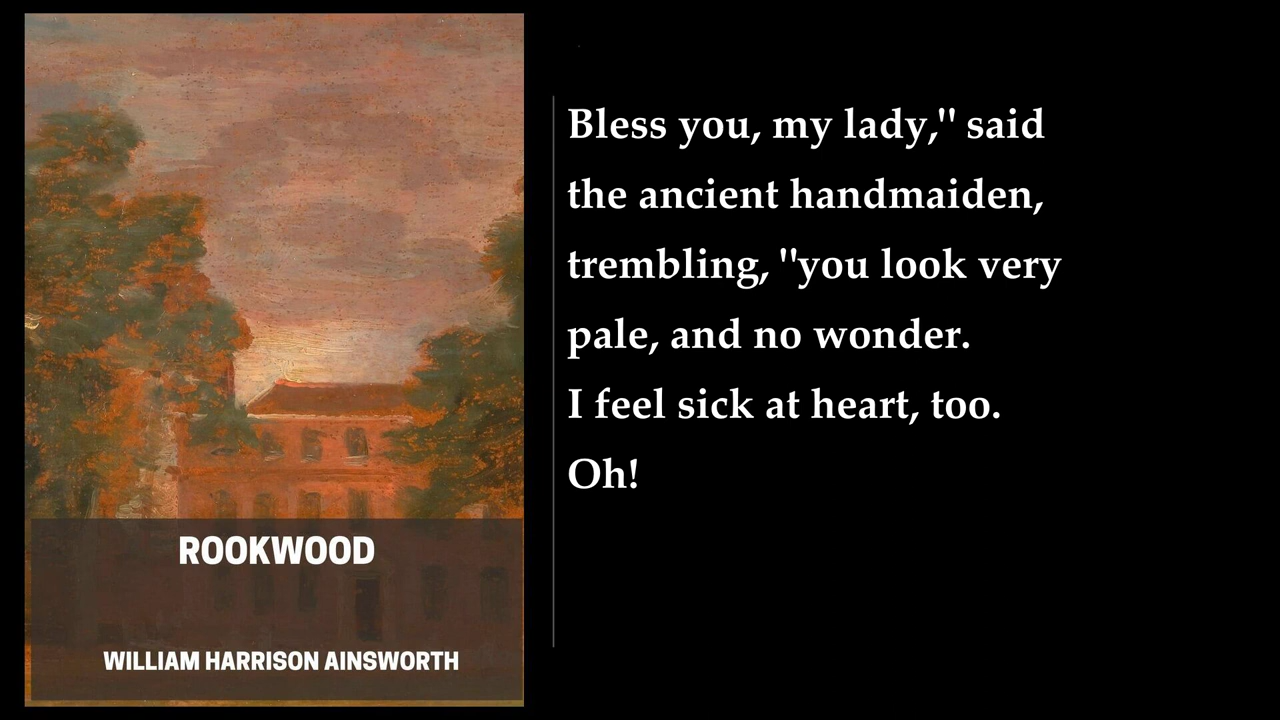 ROOKWOOD
WILLIAM HARRISON AINSWORTH
Bless you, my lady," said
the ancient handmaiden,
trembling, "you look very
pale, and no wonder.
I feel sick at heart, too.
Oh!